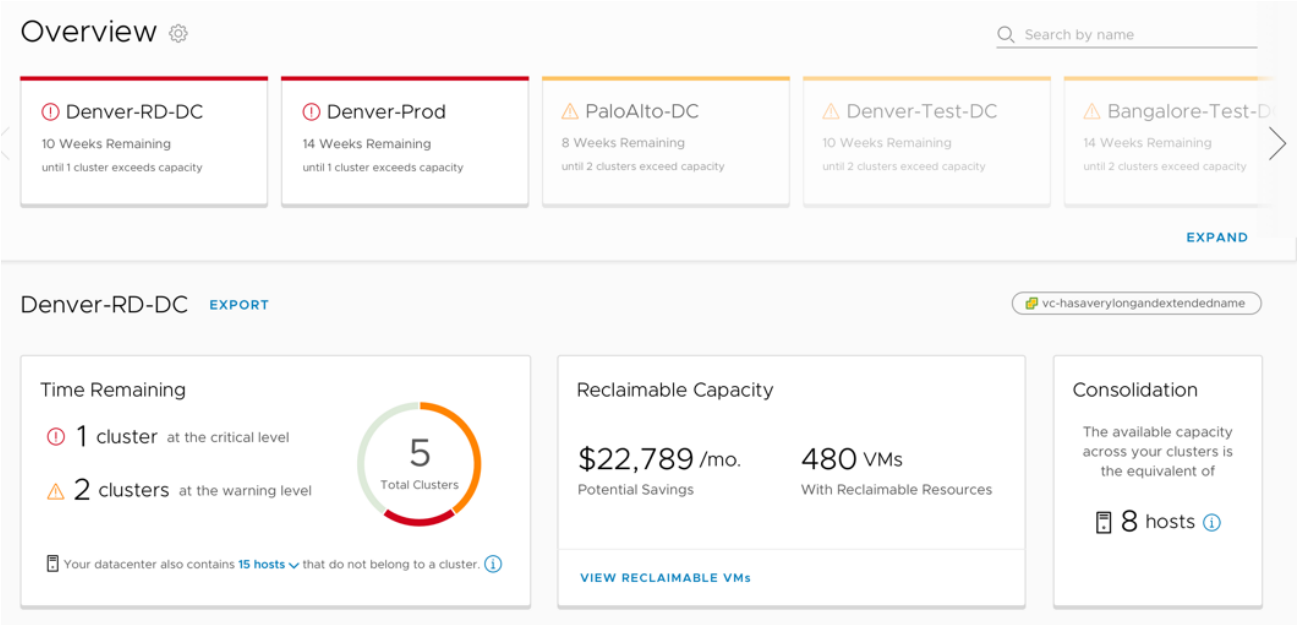 Overview
Search by name
Denver-RD-DC
10 Weeks Remaining
until 1 cluster exceeds capacity
Denver-Prod
14 Weeks Remaining
until 1 cluster exceeds capacity
PaloAlto-DC
8 Weeks Remaining
until 2 clusters exceed capacity
Denver-Test-DC
10 Weeks Remaining
until 2 clusters exceed capacity
Bangalore-Test-D
14 Weeks Remaining
until 2 clusters exceed capacity
EXPAND
Denver-RD-DC EXPORT
vc-hasaverylongandextendedname
Time Remaining
1 cluster at the critical level
2 clusters at the warning level
5
Total Clusters
Your datacenter also contains 15 hosts that do not belong to a cluster.
Reclaimable Capacity
$22,789 /mo.
Potential Savings
480 VMs
With Reclaimable Resources
VIEW RECLAIMABLE VMs
Consolidation
The available capacity
across your clusters is
the equivalent of
8 hosts